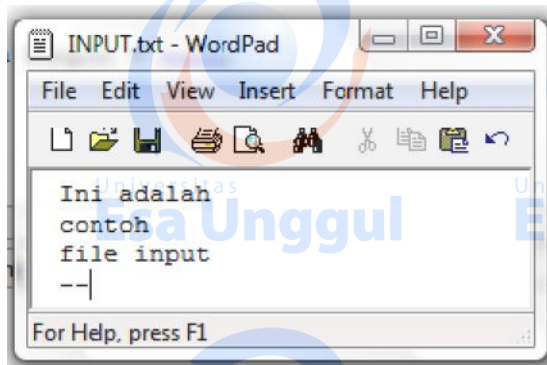 INPUT.txt - WordPad
File Edit View Insert Format Help
Universitas
Esa Unggul
Ini adalah
contoh
file input
--
For Help, press F1